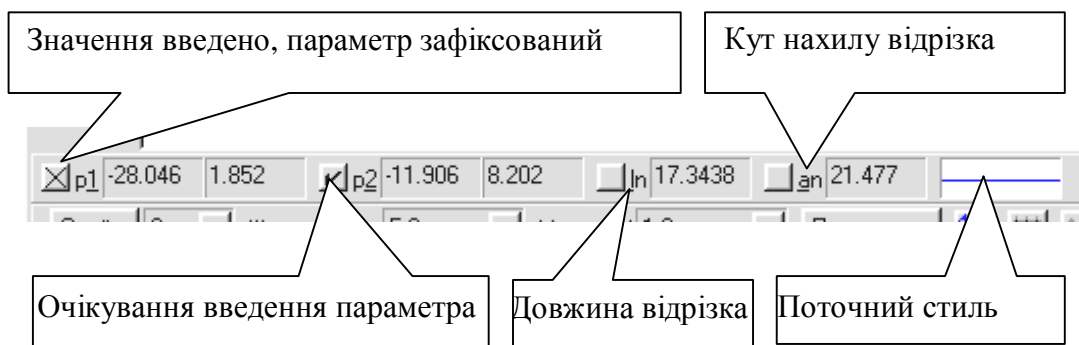 Значення введено, параметр зафіксований
Кут нахилу відрізка
p1 -28.046 1.852 p2 -11.906 8.202 ln 17.3438 an 21.477
Очікування введення параметра
Довжина відрізка
Поточний стиль